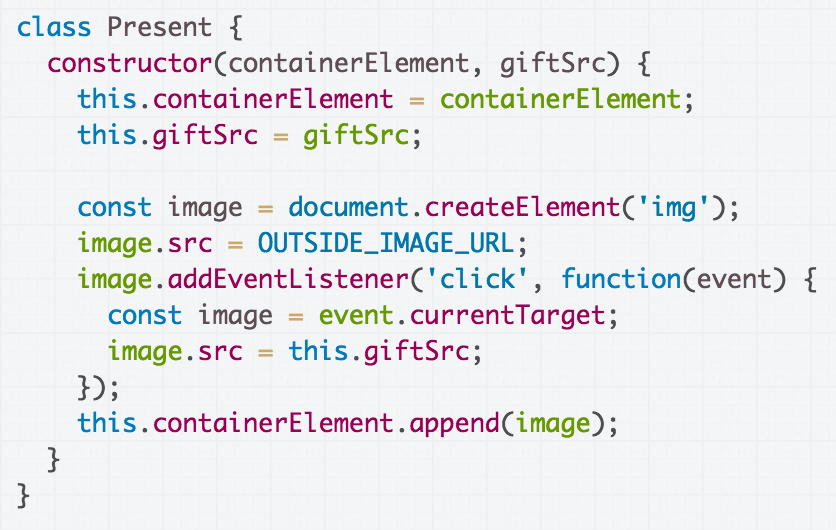 class Present {
  constructor(containerElement, giftSrc) {
    this.containerElement = containerElement;
    this.giftSrc = giftSrc;

    const image = document.createElement('img');
    image.src = OUTSIDE_IMAGE_URL;
    image.addEventListener('click', function(event) {
      const image = event.currentTarget;
      image.src = this.giftSrc;
    });
    this.containerElement.append(image);
  }
}